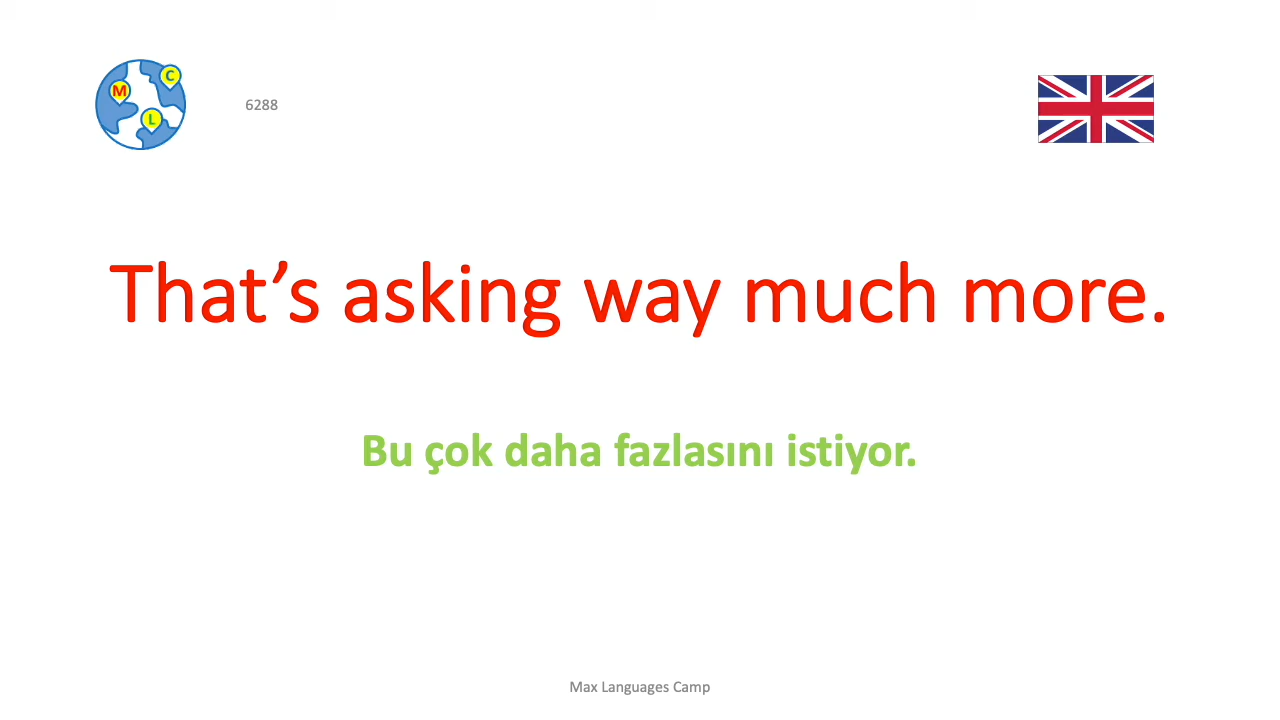 M
C
L
6288
That’s asking way much more.
Bu çok daha fazlasını istiyor.
Max Languages Camp